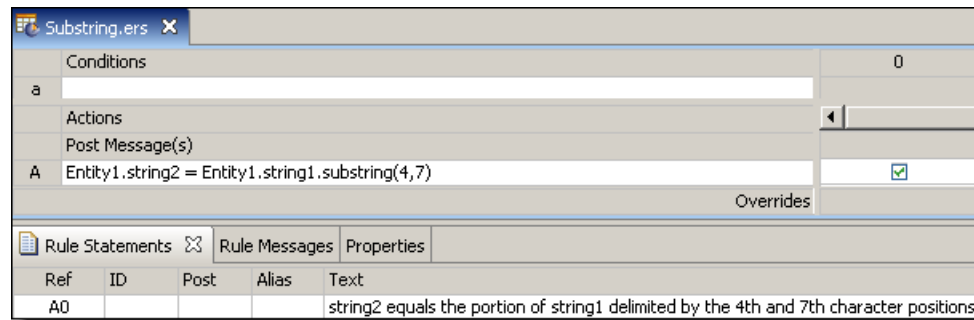 Substring.ers
Conditions 0
a
Actions
Post Message(s)
A Entity1.string2 = Entity1.string1.substring(4,7)
Overrides
Rule Statements Rule Messages Properties
Ref ID Post Alias Text
A0 string2 equals the portion of string1 delimited by the 4th and 7th character positions